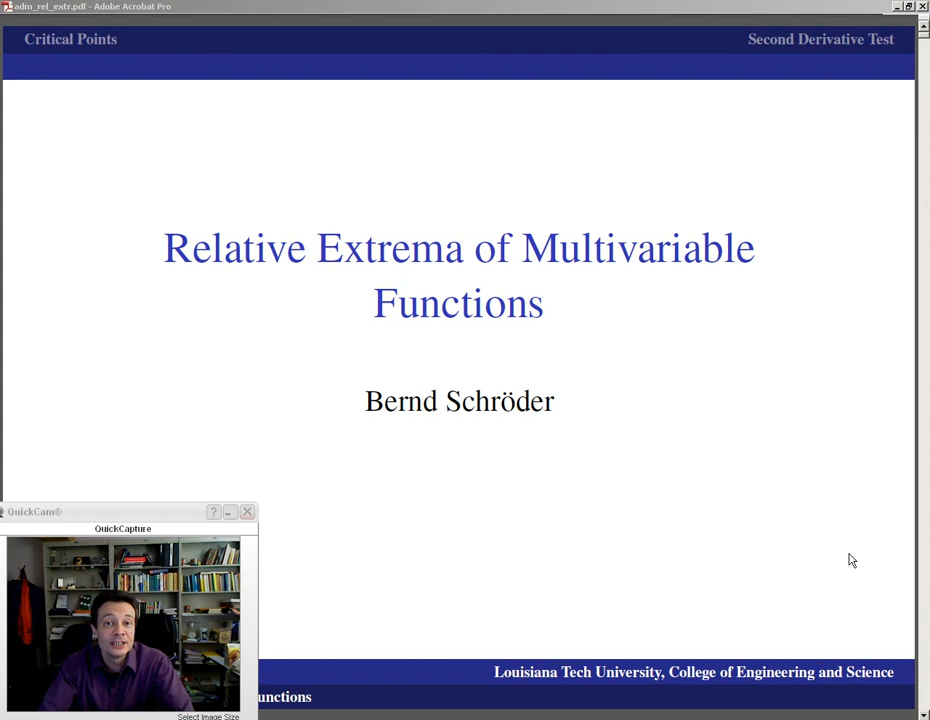 adm_rel_extr.pdf - Adobe Acrobat Pro
Critical Points
Second Derivative Test
Relative Extrema of Multivariable
Functions
Bernd Schröder
QuickCam®
QuickCapture
Louisiana Tech University, College of Engineering and Science
unctions
Select Image Size